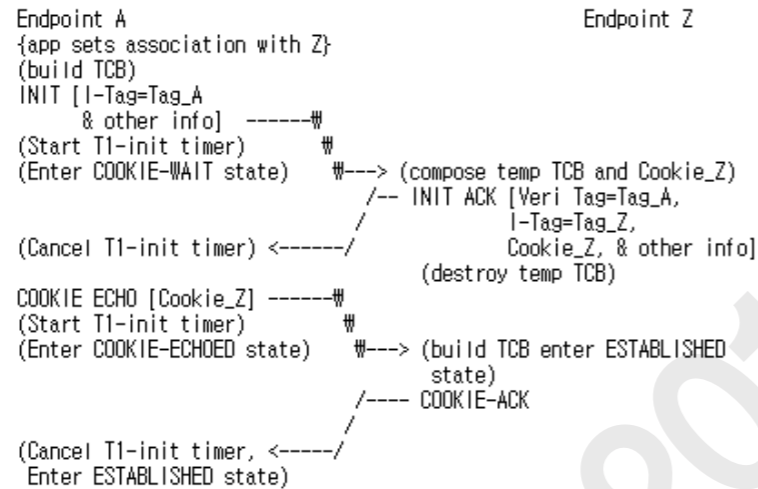 Endpoint A                                          Endpoint Z
{app sets association with Z}
(build TCB)
INIT [I-Tag=Tag_A
      & other info]  ------₩
(Start T1-init timer)        ₩
(Enter COOKIE-WAIT state)    ₩---> (compose temp TCB and Cookie_Z)
                                /-- INIT ACK [Veri Tag=Tag_A,
                               /             I-Tag=Tag_Z,
(Cancel T1-init timer) <------/              Cookie_Z, & other info]
                                     (destroy temp TCB)
COOKIE ECHO [Cookie_Z] ------₩
(Start T1-init timer)         ₩
(Enter COOKIE-ECHOED state)    ₩---> (build TCB enter ESTABLISHED
                                      state)
                               /---- COOKIE-ACK
                              /
(Cancel T1-init timer, <-----/
 Enter ESTABLISHED state)